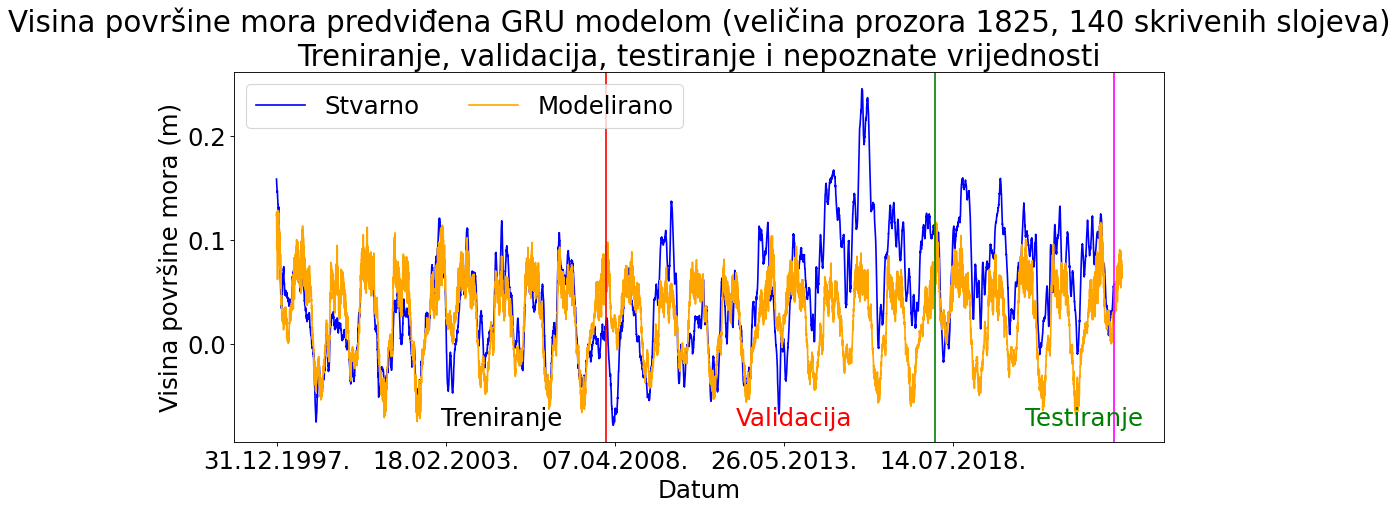 Visina površine mora predviđena GRU modelom (veličina prozora 1825, 140 skrivenih slojeva)
Treniranje, validacija, testiranje i nepoznate vrijednosti
Stvarno Modelirano
Visina površine mora (m)
0.2
0.1
0.0
Treniranje Validacija Testiranje
31.12.1997. 18.02.2003. 07.04.2008. 26.05.2013. 14.07.2018.
Datum